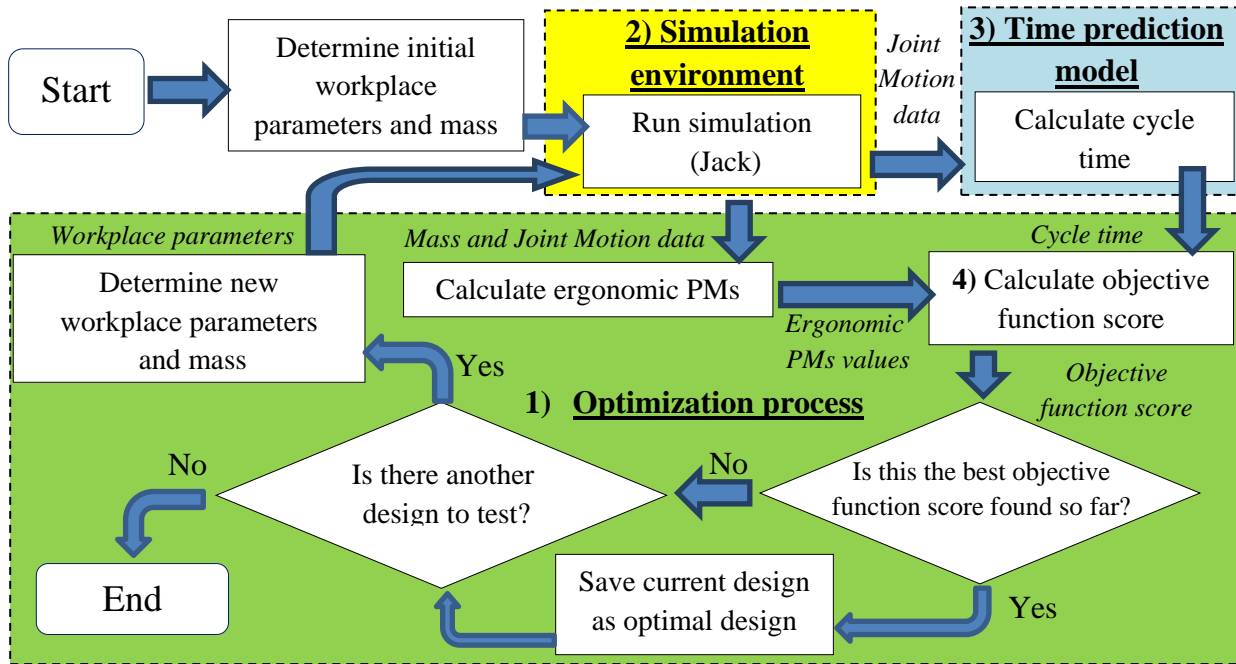 Start
Determine initial
workplace
parameters and mass
2) Simulation
environment
Run simulation
(Jack)
Joint
Motion
data
3) Time prediction
model
Calculate cycle
time
Workplace parameters
Mass and Joint Motion data
Cycle time
Determine new
workplace parameters
and mass
Calculate ergonomic PMs
4) Calculate objective
function score
Ergonomic
PMs values
Yes
Objective
function score
1) Optimization process
No
Is there another
design to test?
No
Is this the best objective
function score found so far?
End
Save current design
as optimal design
Yes